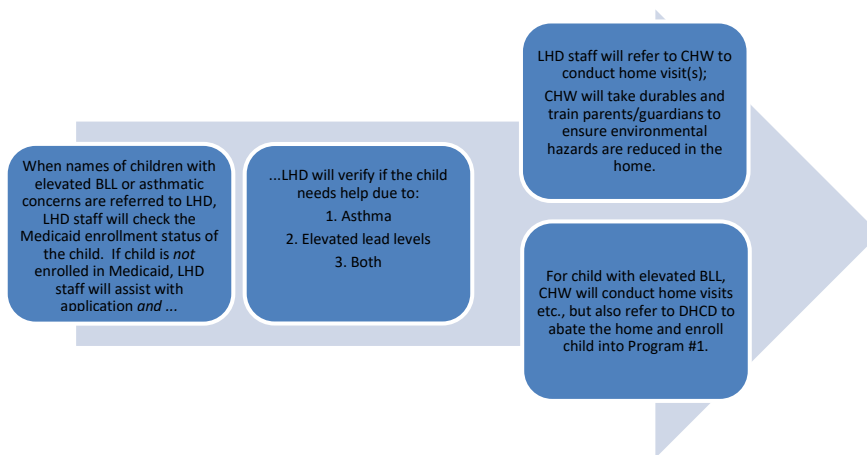 When names of children with
elevated BLL or asthmatic
concerns are referred to LHD,
LHD staff will check the
Medicaid enrollment status of
the child.  If child is not
enrolled in Medicaid, LHD
staff will assist with
application and ...
...LHD will verify if the child
needs help due to:
1. Asthma
2. Elevated lead levels
3. Both
LHD staff will refer to CHW to
conduct home visit(s);
CHW will take durables and
train parents/guardians to
ensure environmental
hazards are reduced in the
home.
For child with elevated BLL,
CHW will conduct home visits
etc., but also refer to DHCD to
abate the home and enroll
child into Program #1.